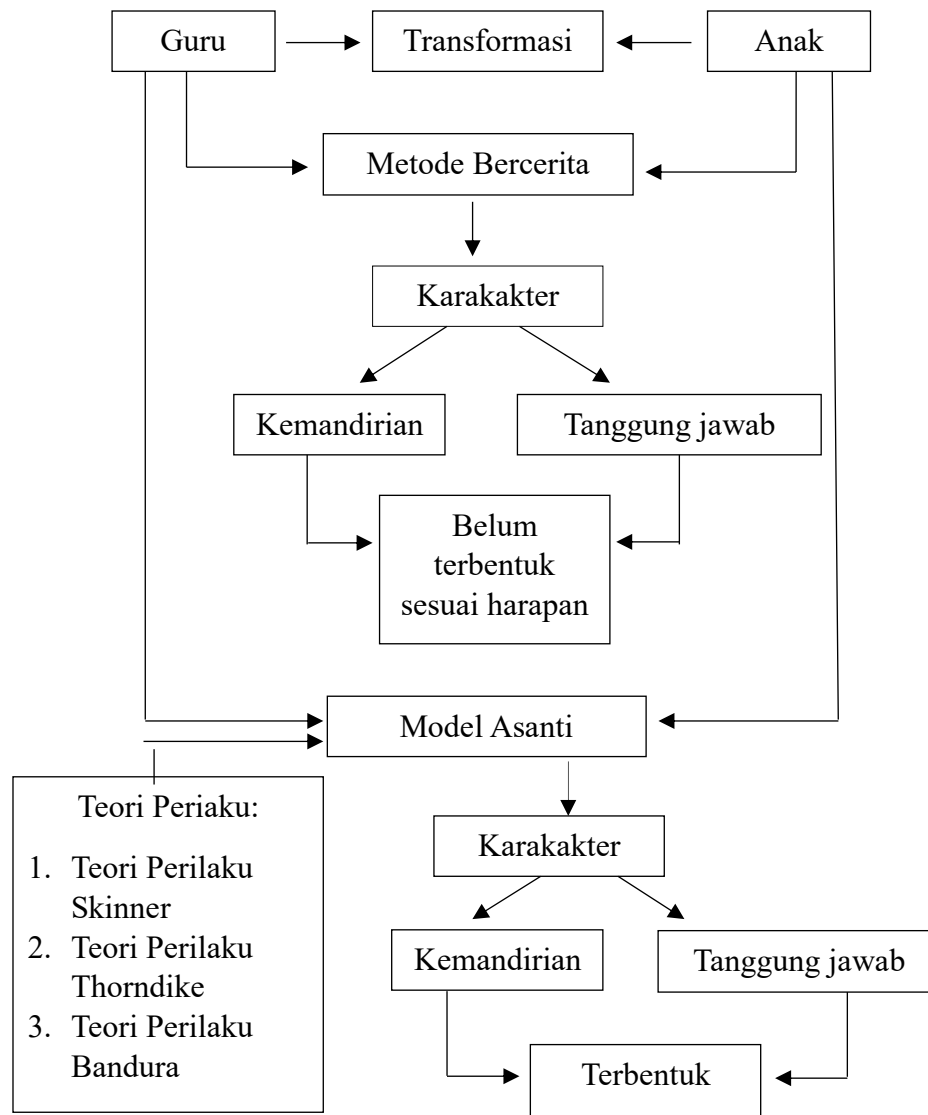 Guru
Transformasi
Anak
Metode Bercerita
Karakakter
Kemandirian
Tanggung jawab
Belum
terbentuk
sesuai harapan
Model Asanti
Teori Periaku:
1. Teori Perilaku
Skinner
2. Teori Perilaku
Thorndike
3. Teori Perilaku
Bandura
Karakakter
Kemandirian
Tanggung jawab
Terbentuk